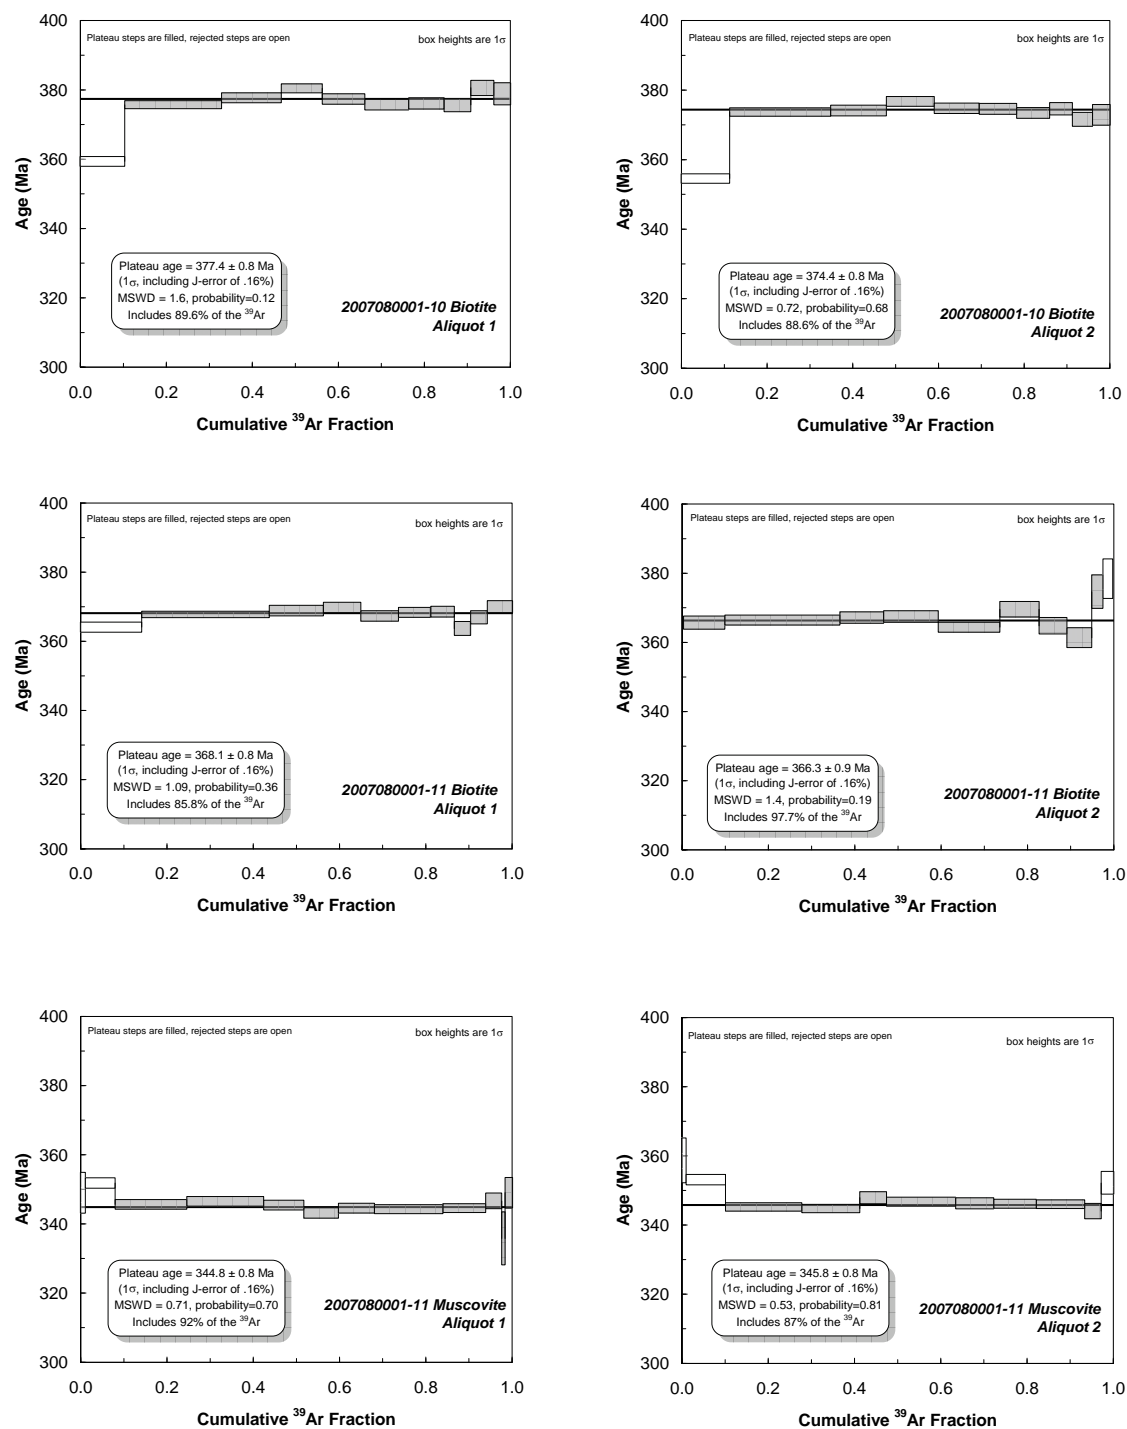 400
380
360
340
320
300
Age (Ma)
Plateau steps are filled, rejected steps are open
box heights are 1σ
Plateau age = 377.4 ± 0.8 Ma
(1σ, including J-error of .16%)
MSWD = 1.6, probability=0.12
Includes 89.6% of the ³⁹Ar
2007080001-10 Biotite
Aliquot 1
0.0 0.2 0.4 0.6 0.8 1.0
Cumulative ³⁹Ar Fraction
400
380
360
340
320
300
Age (Ma)
Plateau steps are filled, rejected steps are open
box heights are 1σ
Plateau age = 374.4 ± 0.8 Ma
(1σ, including J-error of .16%)
MSWD = 0.72, probability=0.68
Includes 88.6% of the ³⁹Ar
2007080001-10 Biotite
Aliquot 2
0.0 0.2 0.4 0.6 0.8 1.0
Cumulative ³⁹Ar Fraction
400
380
360
340
320
300
Age (Ma)
Plateau steps are filled, rejected steps are open
box heights are 1σ
Plateau age = 368.1 ± 0.8 Ma
(1σ, including J-error of .16%)
MSWD = 1.09, probability=0.36
Includes 85.8% of the ³⁹Ar
2007080001-11 Biotite
Aliquot 1
0.0 0.2 0.4 0.6 0.8 1.0
Cumulative ³⁹Ar Fraction
400
380
360
340
320
300
Age (Ma)
Plateau steps are filled, rejected steps are open
box heights are 1σ
Plateau age = 366.3 ± 0.9 Ma
(1σ, including J-error of .16%)
MSWD = 1.4, probability=0.19
Includes 97.7% of the ³⁹Ar
2007080001-11 Biotite
Aliquot 2
0.0 0.2 0.4 0.6 0.8 1.0
Cumulative ³⁹Ar Fraction
400
380
360
340
320
300
Age (Ma)
Plateau steps are filled, rejected steps are open
box heights are 1σ
Plateau age = 344.8 ± 0.8 Ma
(1σ, including J-error of .16%)
MSWD = 0.71, probability=0.70
Includes 92% of the ³⁹Ar
2007080001-11 Muscovite
Aliquot 1
0.0 0.2 0.4 0.6 0.8 1.0
Cumulative ³⁹Ar Fraction
400
380
360
340
320
300
Age (Ma)
Plateau steps are filled, rejected steps are open
box heights are 1σ
Plateau age = 345.8 ± 0.8 Ma
(1σ, including J-error of .16%)
MSWD = 0.53, probability=0.81
Includes 87% of the ³⁹Ar
2007080001-11 Muscovite
Aliquot 2
0.0 0.2 0.4 0.6 0.8 1.0
Cumulative ³⁹Ar Fraction